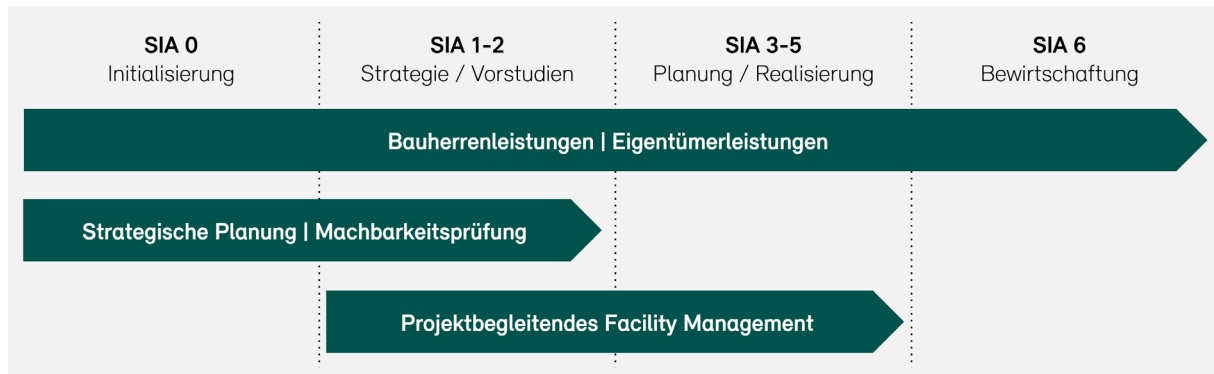 SIA 0
Initialisierung
SIA 1-2
Strategie / Vorstudien
SIA 3-5
Planung / Realisierung
SIA 6
Bewirtschaftung
Bauherrenleistungen | Eigentümerleistungen
Strategische Planung | Machbarkeitsprüfung
Projektbegleitendes Facility Management